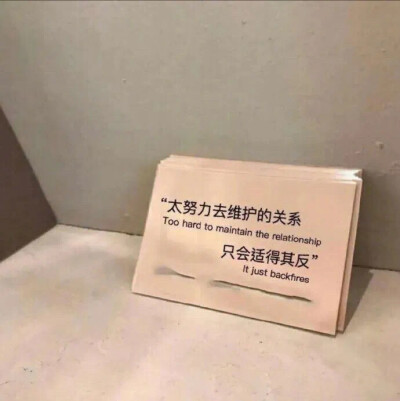 “太努力去维护的关系
Too hard to maintain the relationship
只会适得其反”
It just backfires